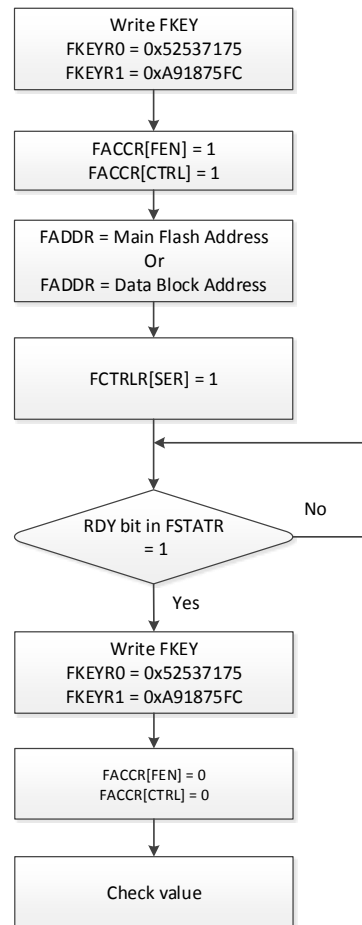 Write FKEY
FKEYR0 = 0x52537175
FKEYR1 = 0xA91875FC
FACCR[FEN] = 1
FACCR[CTRL] = 1
FADDR = Main Flash Address
Or
FADDR = Data Block Address
FCTRLR[SER] = 1
RDY bit in FSTATR
= 1
No
Yes
Write FKEY
FKEYR0 = 0x52537175
FKEYR1 = 0xA91875FC
FACCR[FEN] = 0
FACCR[CTRL] = 0
Check value